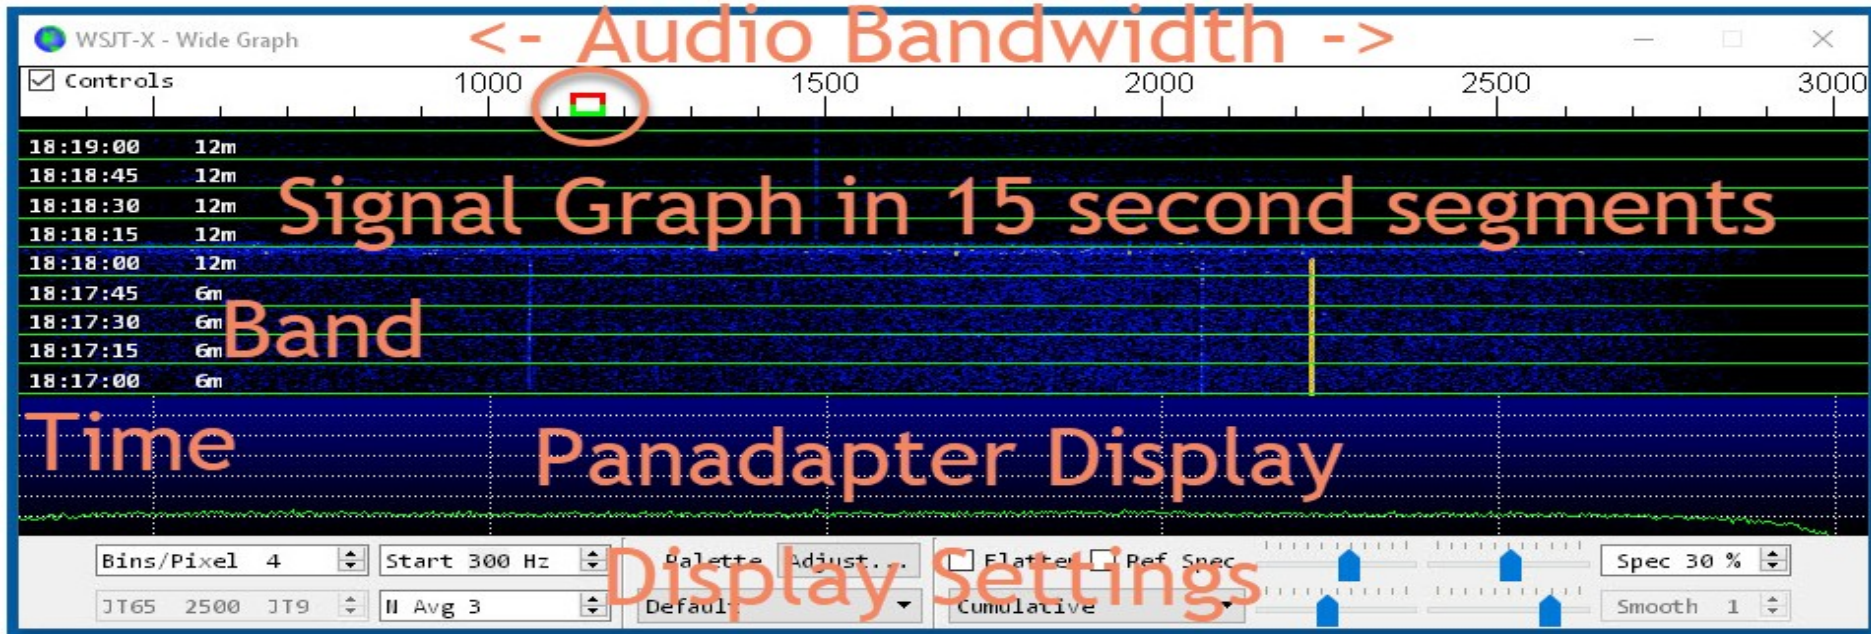 WSJT-X - Wide Graph
<- Audio Bandwidth ->
Controls 1000 1500 2000 2500 3000
18:19:00 12m
18:18:45 12m
18:18:30 12m
Signal Graph in 15 second segments
18:18:15 12m
18:18:00 12m
18:17:45 6m
18:17:30 6m
Band
18:17:15 6m
18:17:00 6m
Time
Panadapter Display
Bins/Pixel 4 Start 300 Hz Palette Adjust... Flatten Ref Spec Spec 30 %
Display Settings
JT65 2500 JT9 N Avg 3 Default Cumulative Smooth 1